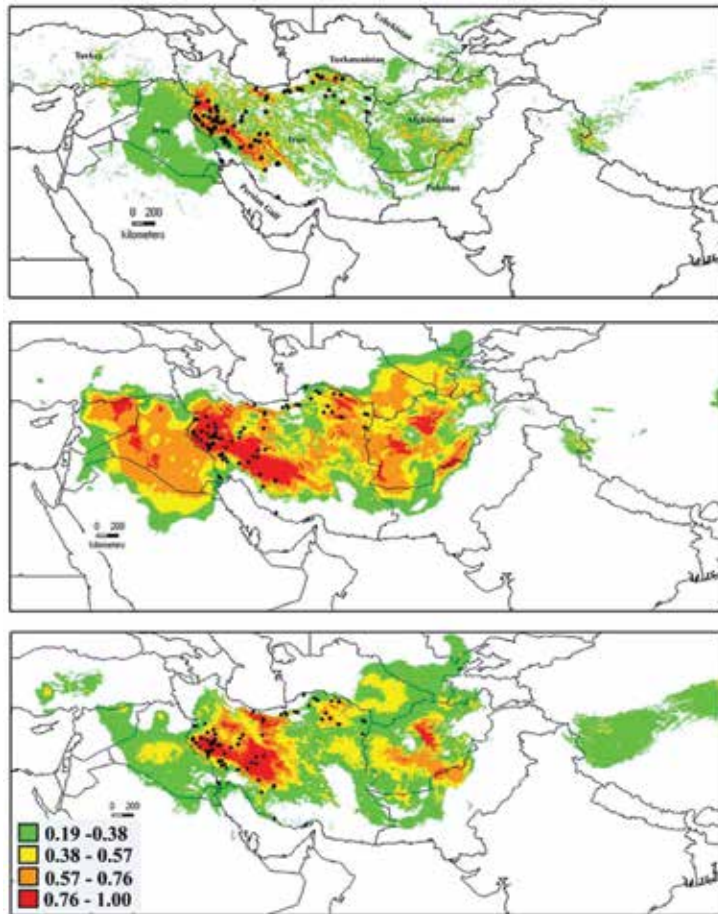 Uzbekistan
Turkey
Turkmenistan
Afghanistan
Iraq
Iran
Pakistan
Persian Gulf
0 200
kilometers
0 200
kilometers
0 200
0.19 -0.38
0.38 - 0.57
0.57 - 0.76
0.76 - 1.00